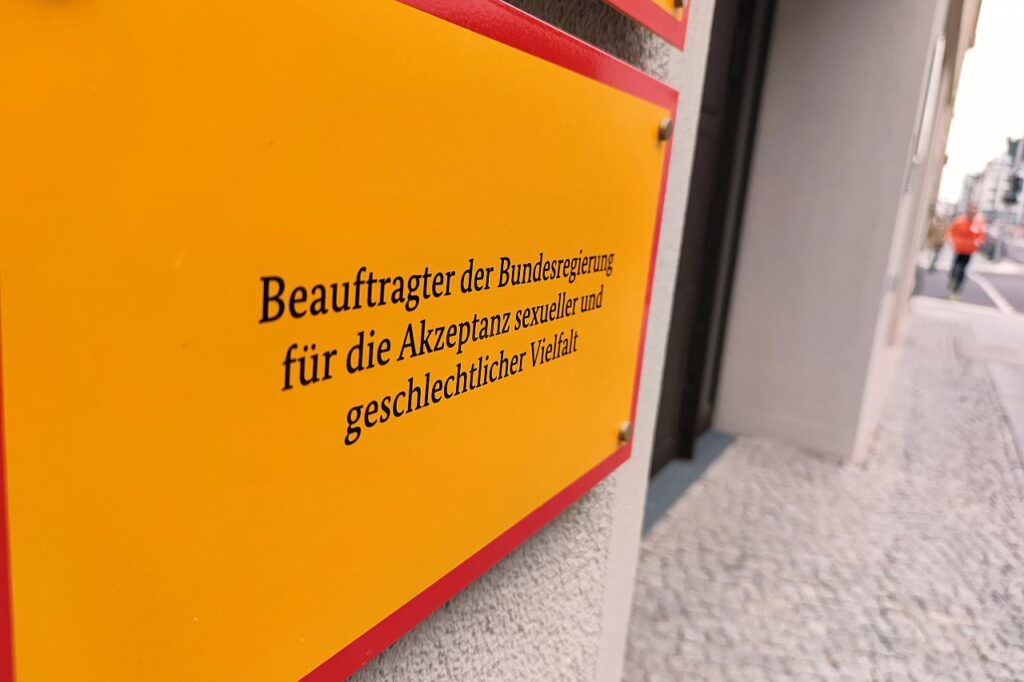 Beauftragter der Bundesregierung
für die Akzeptanz sexueller und
geschlechtlicher Vielfalt